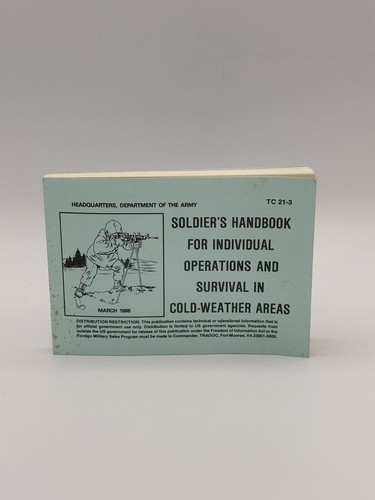 HEADQUARTERS, DEPARTMENT OF THE ARMY
TC 21-3
SOLDIER'S HANDBOOK
FOR INDIVIDUAL
OPERATIONS AND
SURVIVAL IN
COLD-WEATHER AREAS
MARCH 1986
DISTRIBUTION RESTRICTION. This publication contains technical or operational information that is
for official government use only. Distribution is limited to US government agencies. Requests from
outside the US government for release of this publication under the Freedom of Information Act or the
Foreign Military Sales Program must be made to Commander, TRADOC, Fort Monroe, VA 23651-5000.